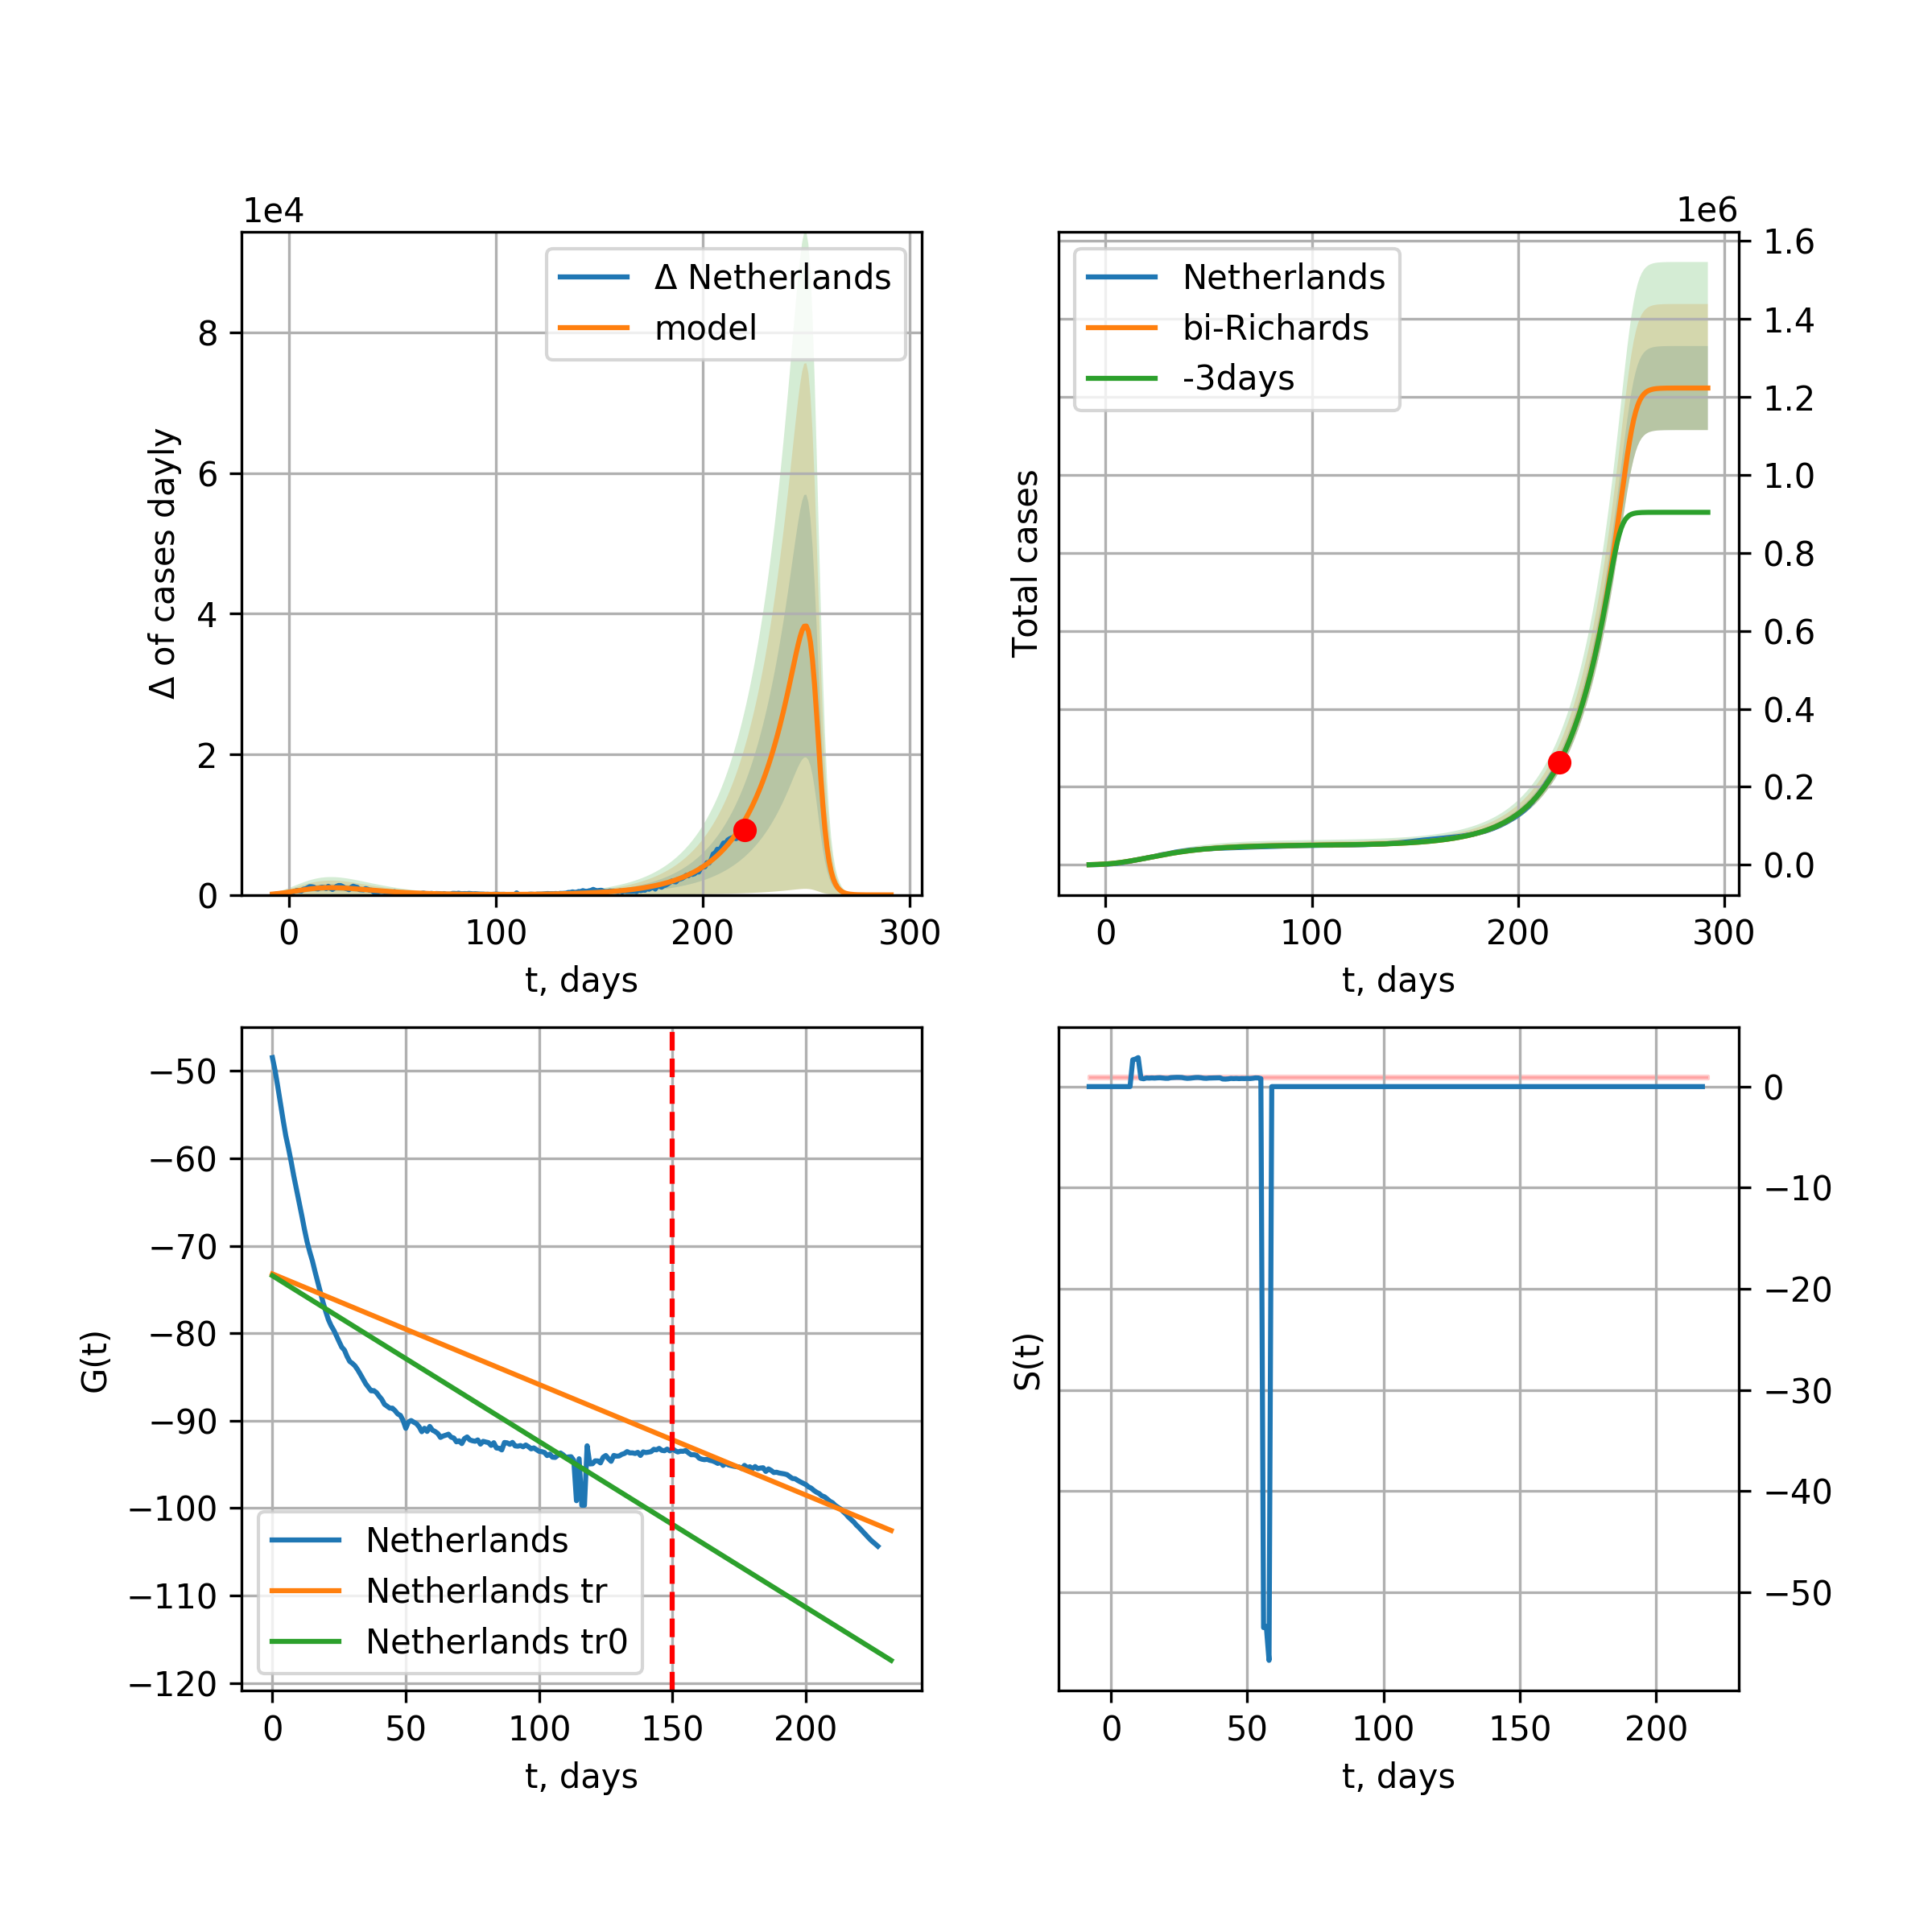 1e4
Δ of cases dayly
8
6
4
2
0
Δ Netherlands
model
0 100 200 300
t, days
1e6
Total cases
Netherlands
bi-Richards
-3days
1.6
1.4
1.2
1.0
0.8
0.6
0.4
0.2
0.0
0 100 200 300
t, days
G(t)
−50
−60
−70
−80
−90
−100
−110
−120
Netherlands
Netherlands tr
Netherlands tr0
0 50 100 150 200
t, days
S(t)
0
−10
−20
−30
−40
−50
0 50 100 150 200
t, days